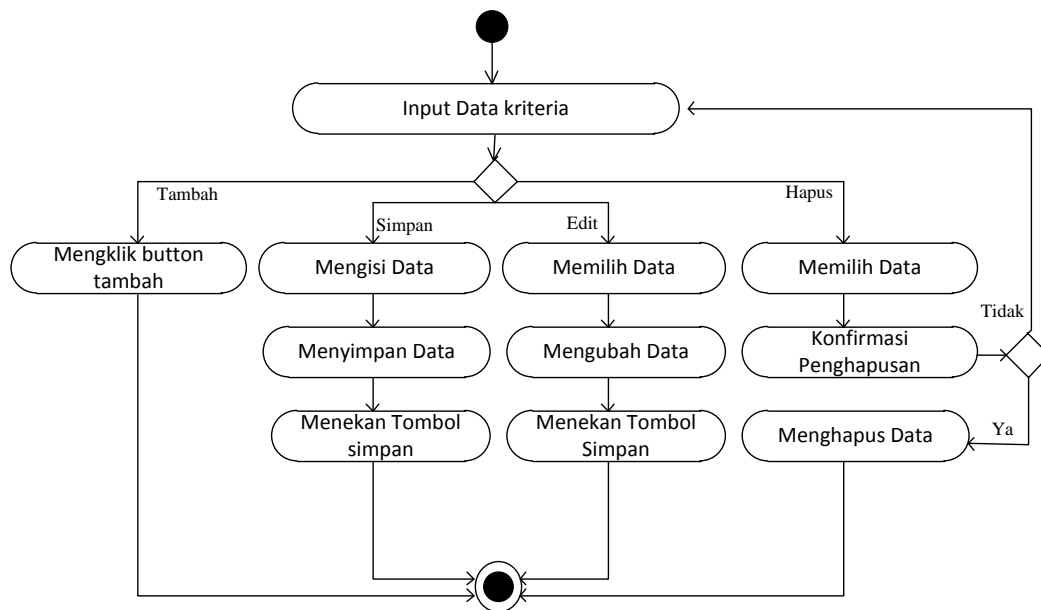 Input Data kriteria
Tambah
Hapus
Simpan
Edit
Mengklik button
tambah
Mengisi Data
Memilih Data
Memilih Data
Tidak
Menyimpan Data
Mengubah Data
Konfirmasi
Penghapusan
Menekan Tombol
simpan
Menekan Tombol
Simpan
Menghapus Data
Ya